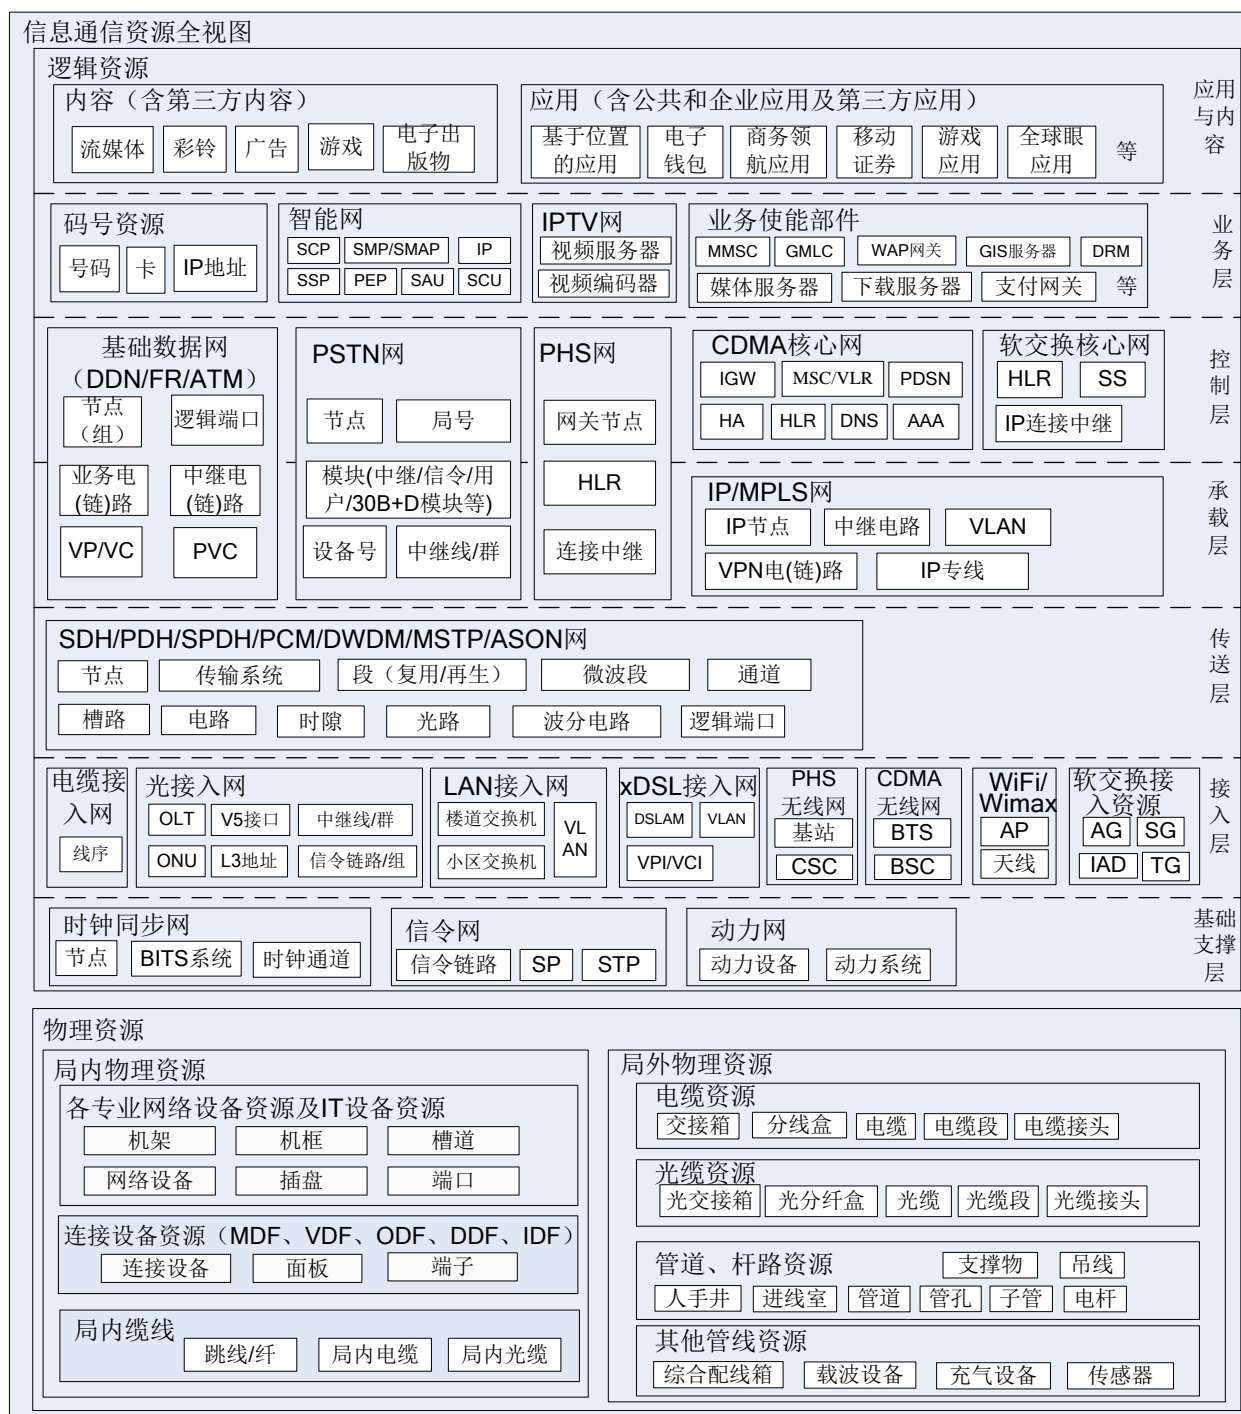 信息通信资源全视图
逻辑资源
内容（含第三方内容）
流媒体
彩铃
广告
游戏
电子出
版物
应用（含公共和企业应用及第三方应用）
基于位置
的应用
电子
钱包
商务领
航应用
移动
证券
游戏
应用
全球眼
应用
等
应用
与内
容
码号资源
号码
卡
IP地址
智能网
SCP
SMP/SMAP
IP
SSP
PEP
SAU
SCU
IPTV网
视频服务器
视频编码器
业务使能部件
MMSC
GMLC
WAP网关
GIS服务器
DRM
媒体服务器
下载服务器
支付网关
等
业
务
层
基础数据网
（DDN/FR/ATM）
节点
（组）
逻辑端口
业务电
(链)路
中继电
(链)路
VP/VC
PVC
PSTN网
节点
局号
模块(中继/信令/用
户/30B+D模块等)
设备号
中继线/群
PHS网
网关节点
HLR
连接中继
CDMA核心网
IGW
MSC/VLR
PDSN
HA
HLR
DNS
AAA
软交换核心网
HLR
SS
IP连接中继
控
制
层
IP/MPLS网
IP节点
中继电路
VLAN
VPN电(链)路
IP专线
承
载
层
SDH/PDH/SPDH/PCM/DWDM/MSTP/ASON网
节点
传输系统
段（复用/再生）
微波段
通道
槽路
电路
时隙
光路
波分电路
逻辑端口
传
送
层
电缆接
入网
线序
光接入网
OLT
V5接口
中继线/群
ONU
L3地址
信令链路/组
LAN接入网
楼道交换机
小区交换机
VL
AN
xDSL接入网
DSLAM
VLAN
VPI/VCI
PHS
无线网
基站
CSC
CDMA
无线网
BTS
BSC
WiFi/
Wimax
AP
天线
软交换接
入资源
AG
SG
IAD
TG
接
入
层
时钟同步网
节点
BITS系统
时钟通道
信令网
信令链路
SP
STP
动力网
动力设备
动力系统
基础
支撑
层
物理资源
局内物理资源
各专业网络设备资源及IT设备资源
机架
机框
槽道
网络设备
插盘
端口
连接设备资源（MDF、VDF、ODF、DDF、IDF）
连接设备
面板
端子
局内缆线
跳线/纤
局内电缆
局内光缆
局外物理资源
电缆资源
交接箱
分线盒
电缆
电缆段
电缆接头
光缆资源
光交接箱
光分纤盒
光缆
光缆段
光缆接头
管道、杆路资源
支撑物
吊线
人手井
进线室
管道
管孔
子管
电杆
其他管线资源
综合配线箱
载波设备
充气设备
传感器